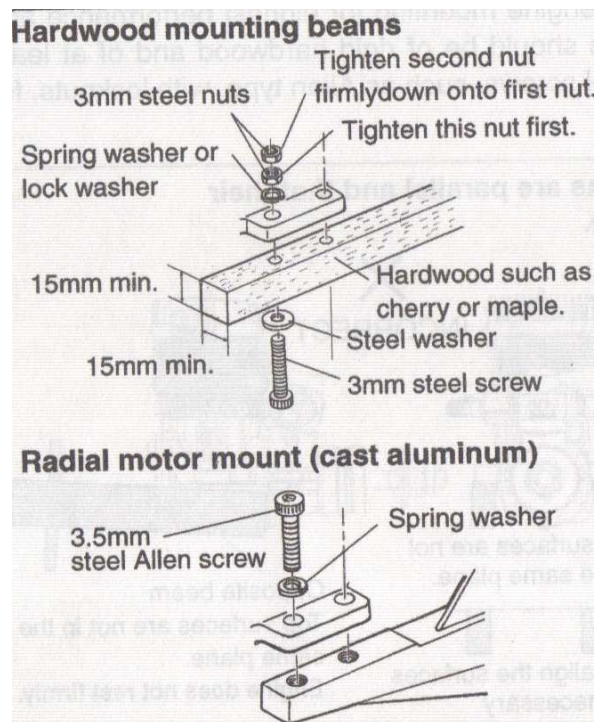 Hardwood mounting beams
Tighten second nut
firmlydown onto first nut.
3mm steel nuts
Tighten this nut first.
Spring washer or
lock washer
15mm min.
Hardwood such as
cherry or maple.
Steel washer
15mm min.
3mm steel screw
Radial motor mount (cast aluminum)
3.5mm
steel Allen screw
Spring washer